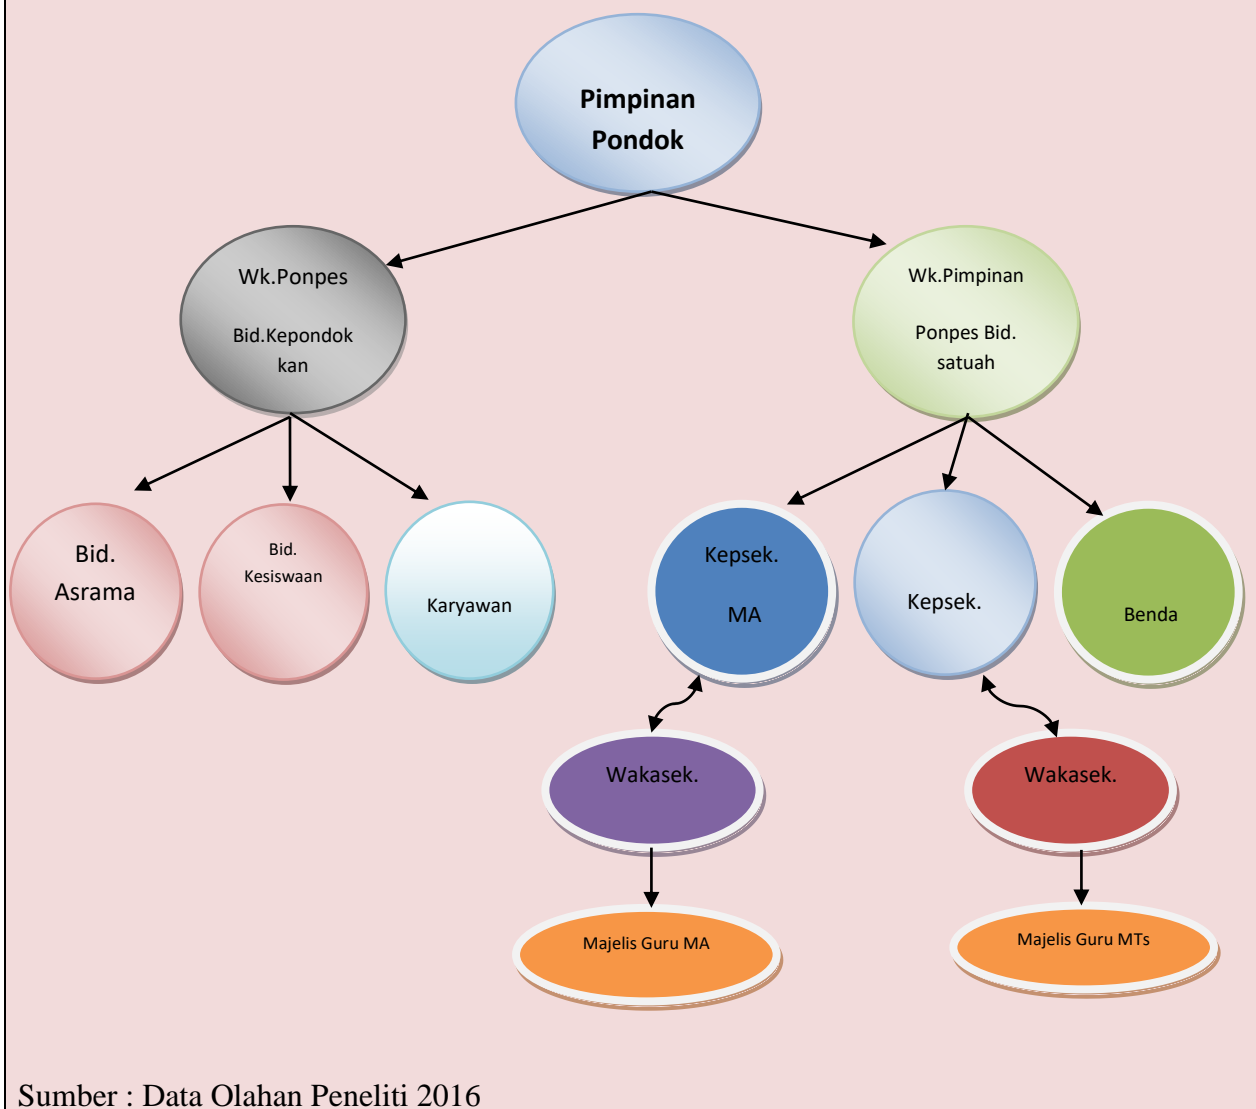 Pimpinan
Pondok
Wk.Ponpes
Bid.Kepondok
kan
Wk.Pimpinan
Ponpes Bid.
satuah
Bid.
Asrama
Bid.
Kesiswaan
Karyawan
Kepsek.
MA
Kepsek.
Benda
Wakasek.
Wakasek.
Majelis Guru MA
Majelis Guru MTs
Sumber : Data Olahan Peneliti 2016